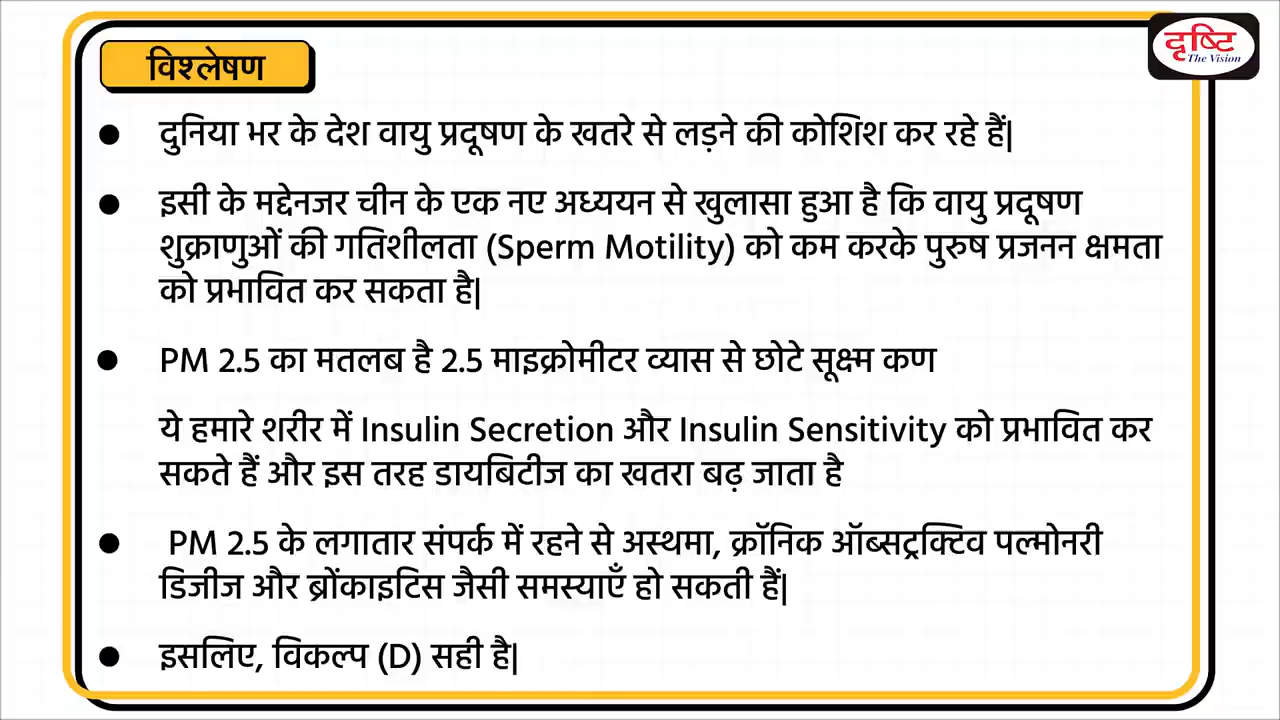 विश्लेषण
दृष्टि
The Vision
● दुनिया भर के देश वायु प्रदूषण के खतरे से लड़ने की कोशिश कर रहे हैं|
● इसी के मद्देनजर चीन के एक नए अध्ययन से खुलासा हुआ है कि वायु प्रदूषण
शुक्राणुओं की गतिशीलता (Sperm Motility) को कम करके पुरुष प्रजनन क्षमता
को प्रभावित कर सकता है|
● PM 2.5 का मतलब है 2.5 माइक्रोमीटर व्यास से छोटे सूक्ष्म कण
ये हमारे शरीर में Insulin Secretion और Insulin Sensitivity को प्रभावित कर
सकते हैं और इस तरह डायबिटीज का खतरा बढ़ जाता है
● PM 2.5 के लगातार संपर्क में रहने से अस्थमा, क्रॉनिक ऑब्सट्रक्टिव पल्मोनरी
डिजीज और ब्रोंकाइटिस जैसी समस्याएँ हो सकती हैं|
● इसलिए, विकल्प (D) सही है|